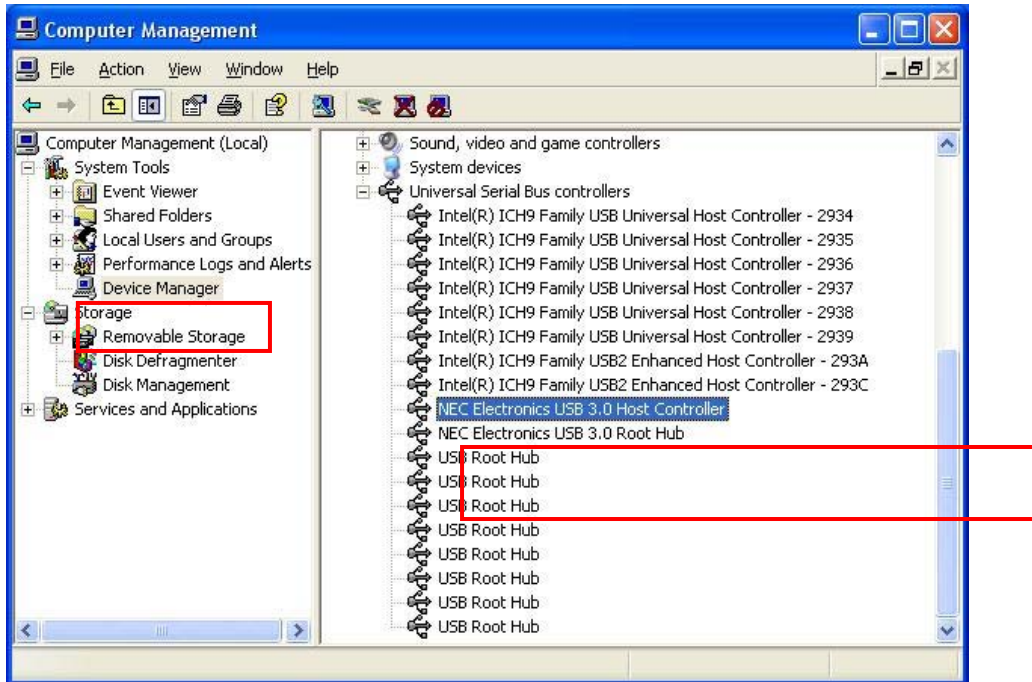 Computer Management
File Action View Window Help
Computer Management (Local)
System Tools
Event Viewer
Shared Folders
Local Users and Groups
Performance Logs and Alerts
Device Manager
Storage
Removable Storage
Disk Defragmenter
Disk Management
Services and Applications
Sound, video and game controllers
System devices
Universal Serial Bus controllers
Intel(R) ICH9 Family USB Universal Host Controller - 2934
Intel(R) ICH9 Family USB Universal Host Controller - 2935
Intel(R) ICH9 Family USB Universal Host Controller - 2936
Intel(R) ICH9 Family USB Universal Host Controller - 2937
Intel(R) ICH9 Family USB Universal Host Controller - 2938
Intel(R) ICH9 Family USB Universal Host Controller - 2939
Intel(R) ICH9 Family USB2 Enhanced Host Controller - 293A
Intel(R) ICH9 Family USB2 Enhanced Host Controller - 293C
NEC Electronics USB 3.0 Host Controller
NEC Electronics USB 3.0 Root Hub
USB Root Hub
USB Root Hub
USB Root Hub
USB Root Hub
USB Root Hub
USB Root Hub
USB Root Hub
USB Root Hub